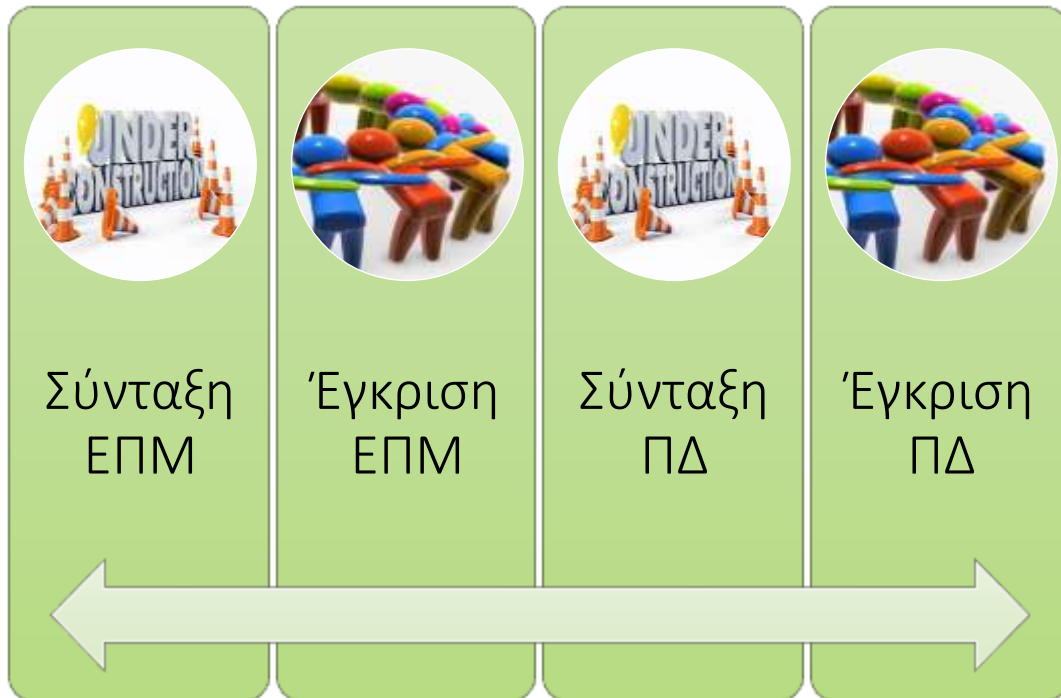 UNDER
CONSTRUCTION
Σύνταξη
ΕΠΜ
Έγκριση
ΕΠΜ
UNDER
CONSTRUCTION
Σύνταξη
ΠΔ
Έγκριση
ΠΔ